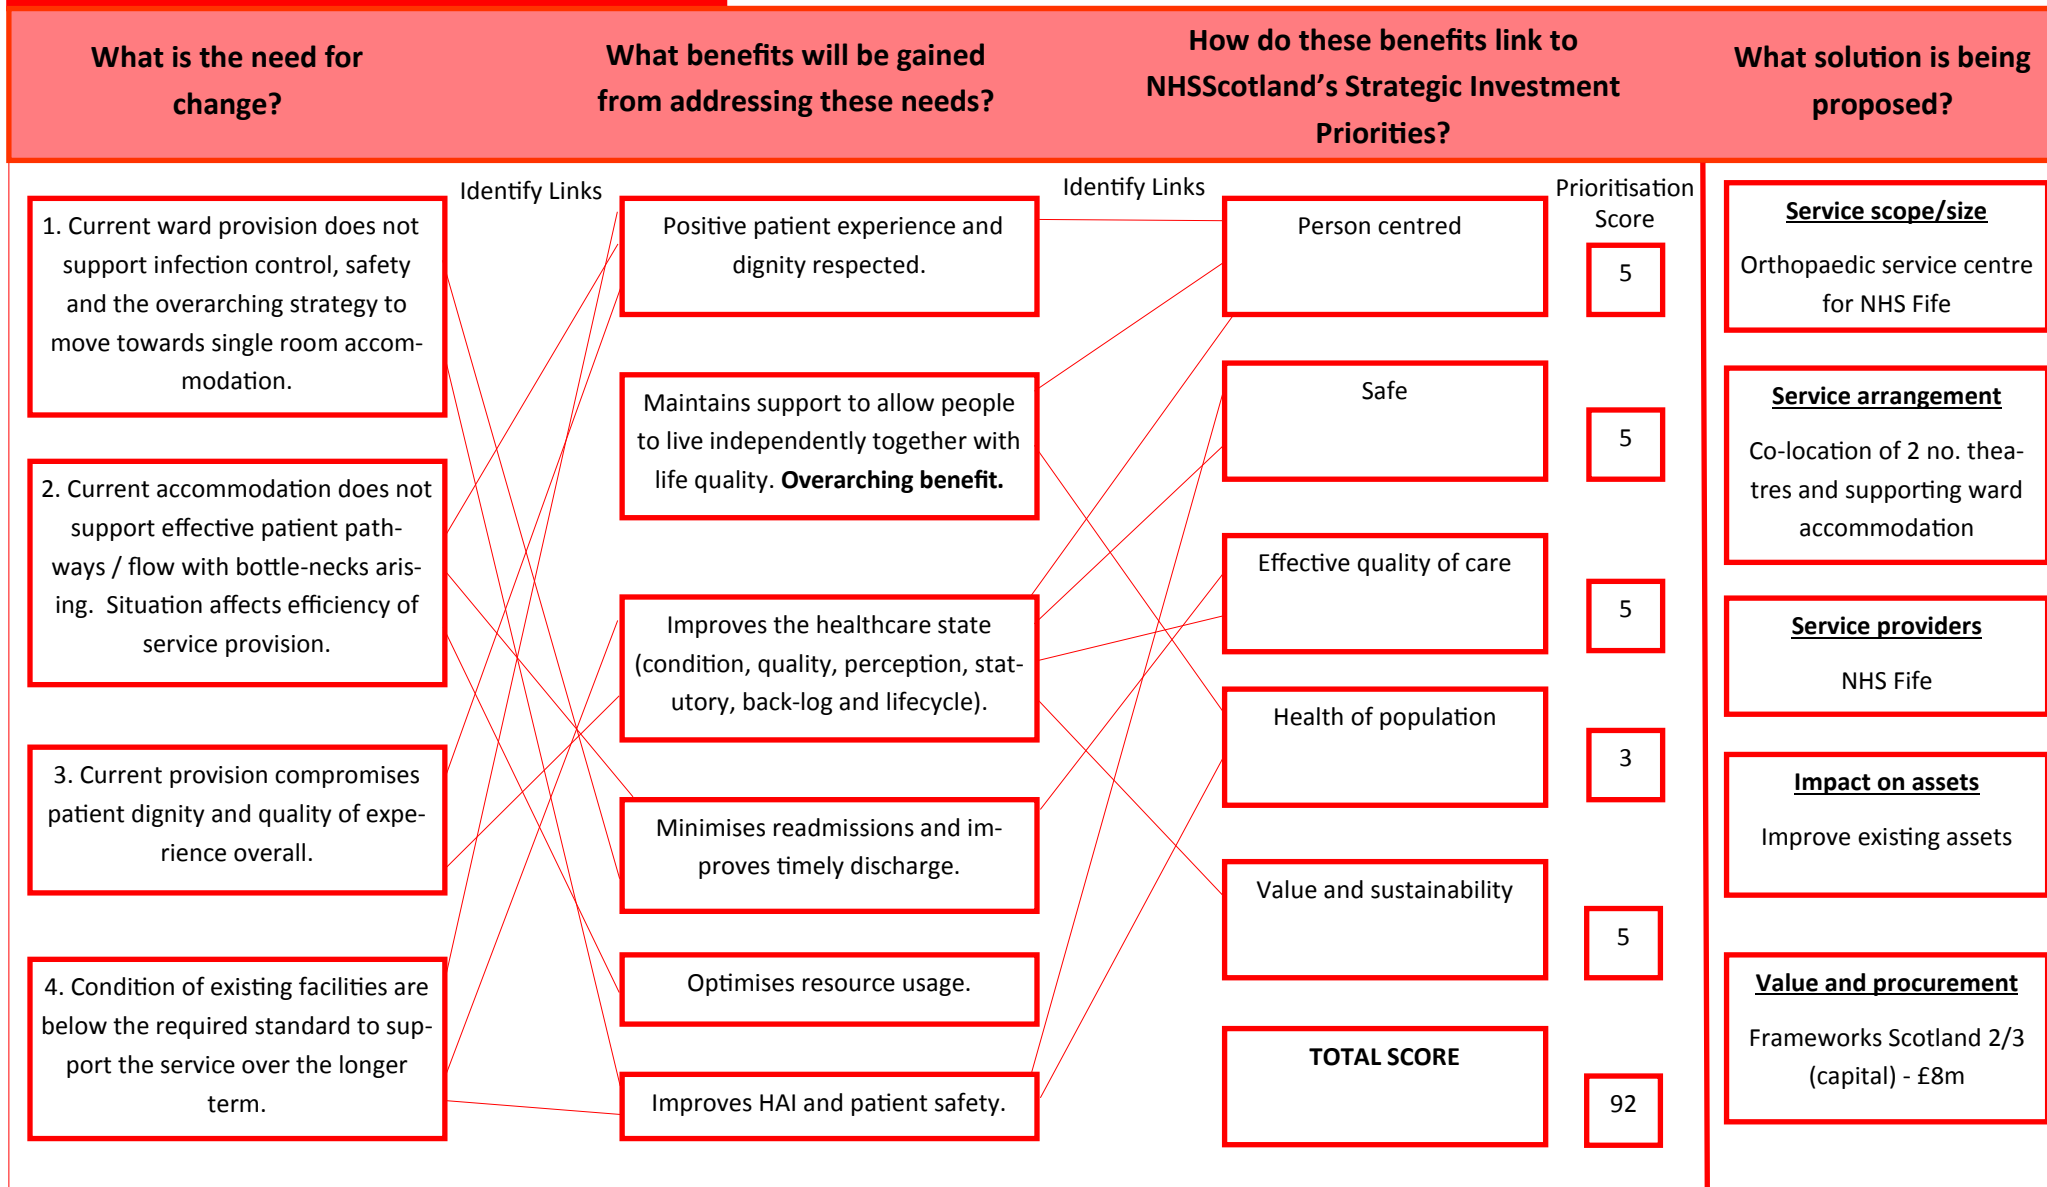 What is the need for
change?
What benefits will be gained
from addressing these needs?
How do these benefits link to
NHSScotland’s Strategic Investment
Priorities?
What solution is being
proposed?
Identify Links
1. Current ward provision does not
support infection control, safety
and the overarching strategy to
move towards single room accom-
modation.
2. Current accommodation does not
support effective patient path-
ways / flow with bottle-necks aris-
ing.  Situation affects efficiency of
service provision.
3. Current provision compromises
patient dignity and quality of expe-
rience overall.
4. Condition of existing facilities are
below the required standard to sup-
port the service over the longer
term.
Positive patient experience and
dignity respected.
Maintains support to allow people
to live independently together with
life quality. Overarching benefit.
Improves the healthcare state
(condition, quality, perception, stat-
utory, back-log and lifecycle).
Minimises readmissions and im-
proves timely discharge.
Optimises resource usage.
Improves HAI and patient safety.
Identify Links
Person centred
Safe
Effective quality of care
Health of population
Value and sustainability
TOTAL SCORE
Prioritisation
Score
5
5
5
3
5
92
Service scope/size
Orthopaedic service centre
for NHS Fife
Service arrangement
Co-location of 2 no. thea-
tres and supporting ward
accommodation
Service providers
NHS Fife
Impact on assets
Improve existing assets
Value and procurement
Frameworks Scotland 2/3
(capital) - £8m